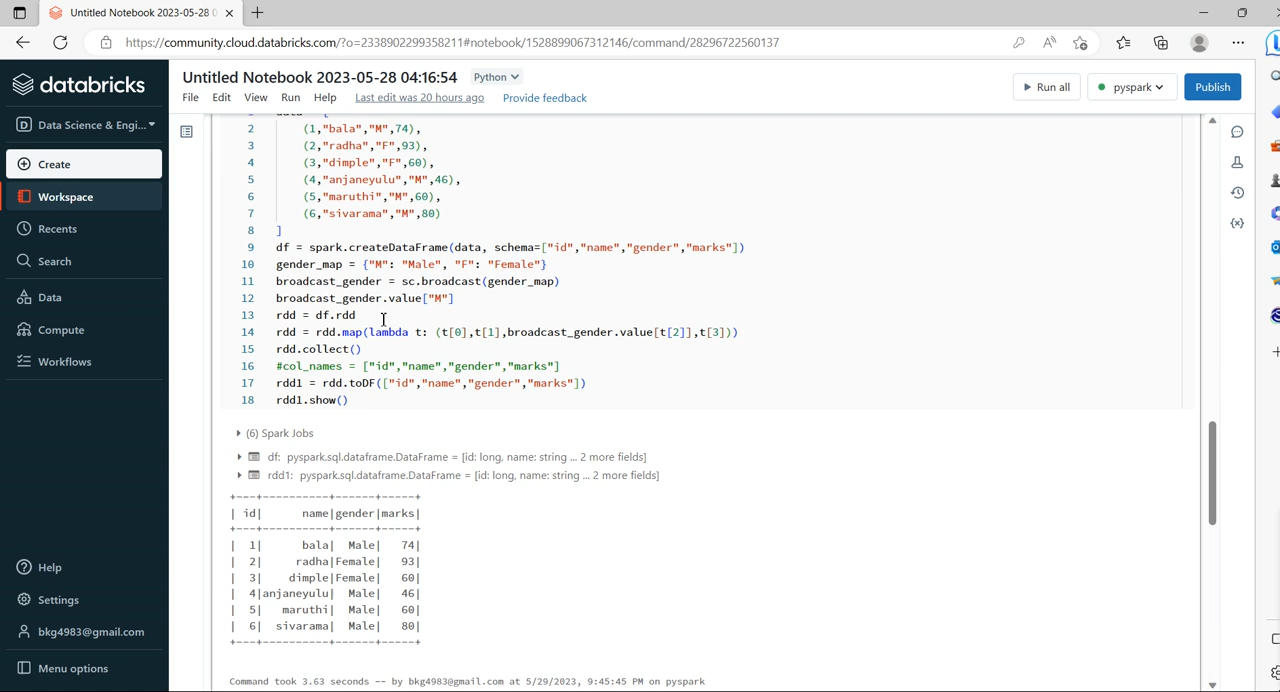 Untitled Notebook 2023-05-28 0
https://community.cloud.databricks.com/?o=2338902299358211#notebook/1528899067312146/command/28296722560137
databricks
Data Science & Engi...
Create
Workspace
Recents
Search
Data
Compute
Workflows
Help
Settings
bkg4983@gmail.com
Menu options
Untitled Notebook 2023-05-28 04:16:54 Python
File Edit View Run Help Last edit was 20 hours ago Provide feedback
Run all pyspark Publish
2 (1,"bala","M",74),
3 (2,"radha","F",93),
4 (3,"dimple","F",60),
5 (4,"anjaneyulu","M",46),
6 (5,"maruthi","M",60),
7 (6,"sivarama","M",80)
8 ]
9 df = spark.createDataFrame(data, schema=["id","name","gender","marks"])
10 gender_map = {"M": "Male", "F": "Female"}
11 broadcast_gender = sc.broadcast(gender_map)
12 broadcast_gender.value["M"]
13 rdd = df.rdd
14 rdd = rdd.map(lambda t: (t[0],t[1],broadcast_gender.value[t[2]],t[3]))
15 rdd.collect()
16 #col_names = ["id","name","gender","marks"]
17 rdd1 = rdd.toDF(["id","name","gender","marks"])
18 rdd1.show()
(6) Spark Jobs
df: pyspark.sql.dataframe.DataFrame = [id: long, name: string ... 2 more fields]
rdd1: pyspark.sql.dataframe.DataFrame = [id: long, name: string ... 2 more fields]
+---+----------+------+-----+
| id|      name|gender|marks|
+---+----------+------+-----+
|  1|      bala|  Male|   74|
|  2|     radha|Female|   93|
|  3|    dimple|Female|   60|
|  4|anjaneyulu|  Male|   46|
|  5|   maruthi|  Male|   60|
|  6|  sivarama|  Male|   80|
+---+----------+------+-----+
Command took 3.63 seconds -- by bkg4983@gmail.com at 5/29/2023, 9:45:45 PM on pyspark